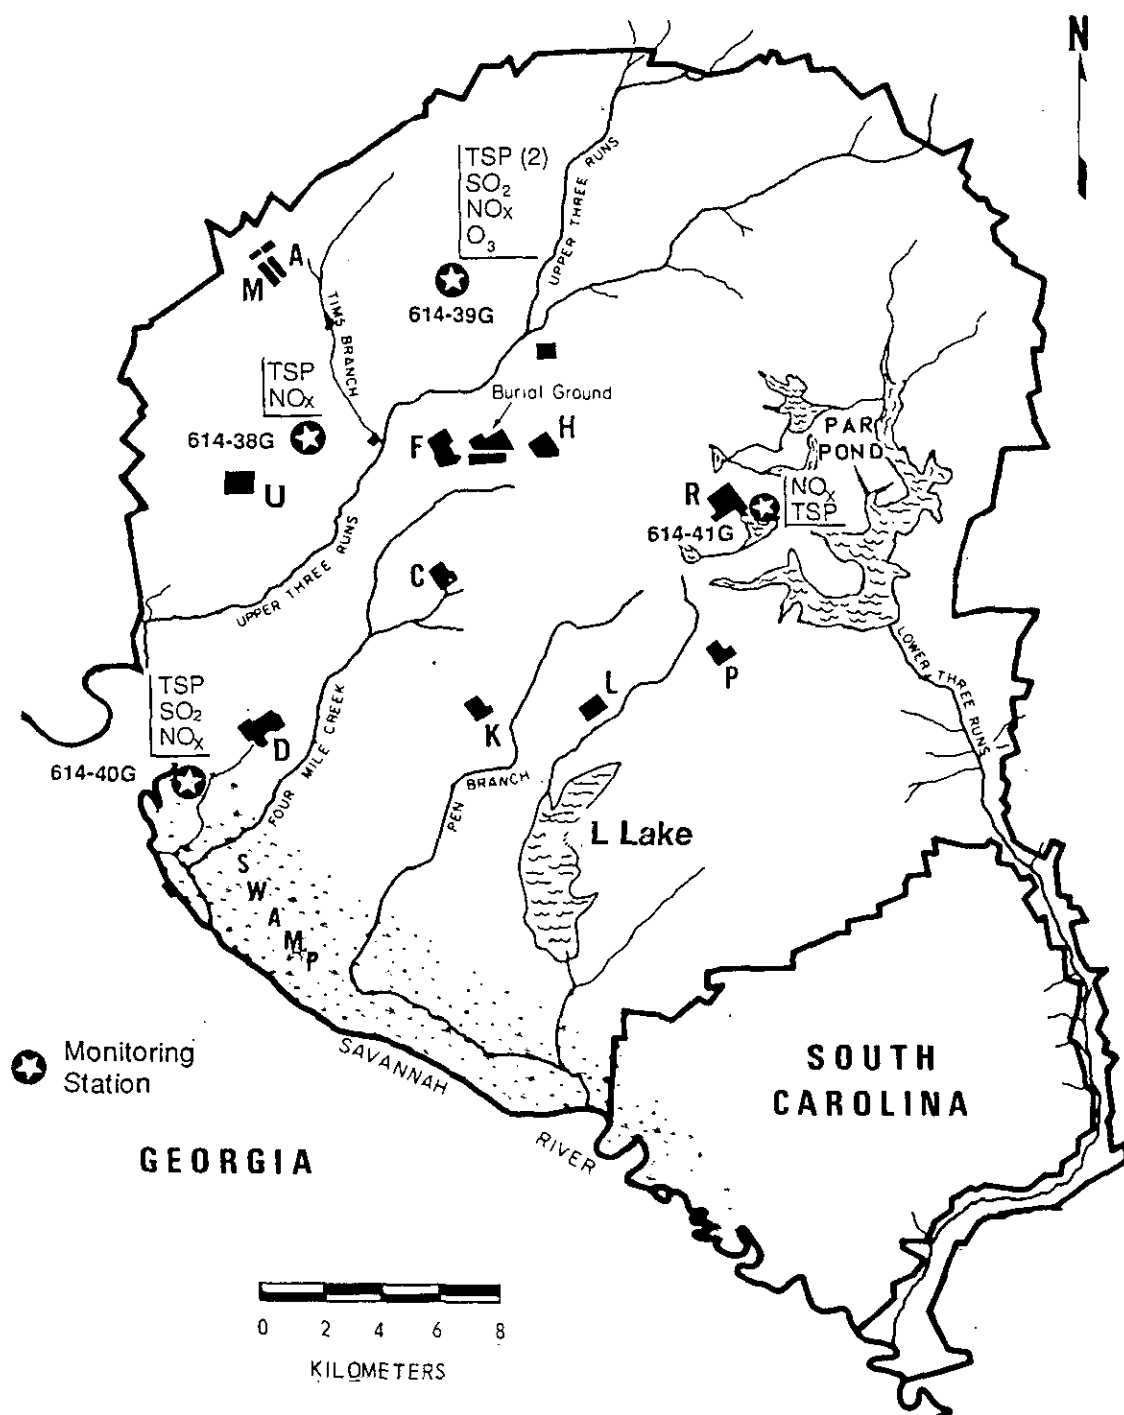 N
TSP (2)
SO₂
NOx
O₃
614-39G
UPPER THREE RUNS
A
M
TIMS BRANCH
TSP
NOx
614-38G
U
Burial Ground
F
H
PAR
POND
R
NOx
TSP
614-41G
C
UPPER THREE RUNS
P
LOWER THREE RUNS
TSP
SO₂
NOx
614-40G
D
FOUR MILE CREEK
K
L
PEN BRANCH
L Lake
SWAMP
Monitoring
Station
SAVANNAH RIVER
SOUTH
CAROLINA
GEORGIA
0 2 4 6 8
KILOMETERS